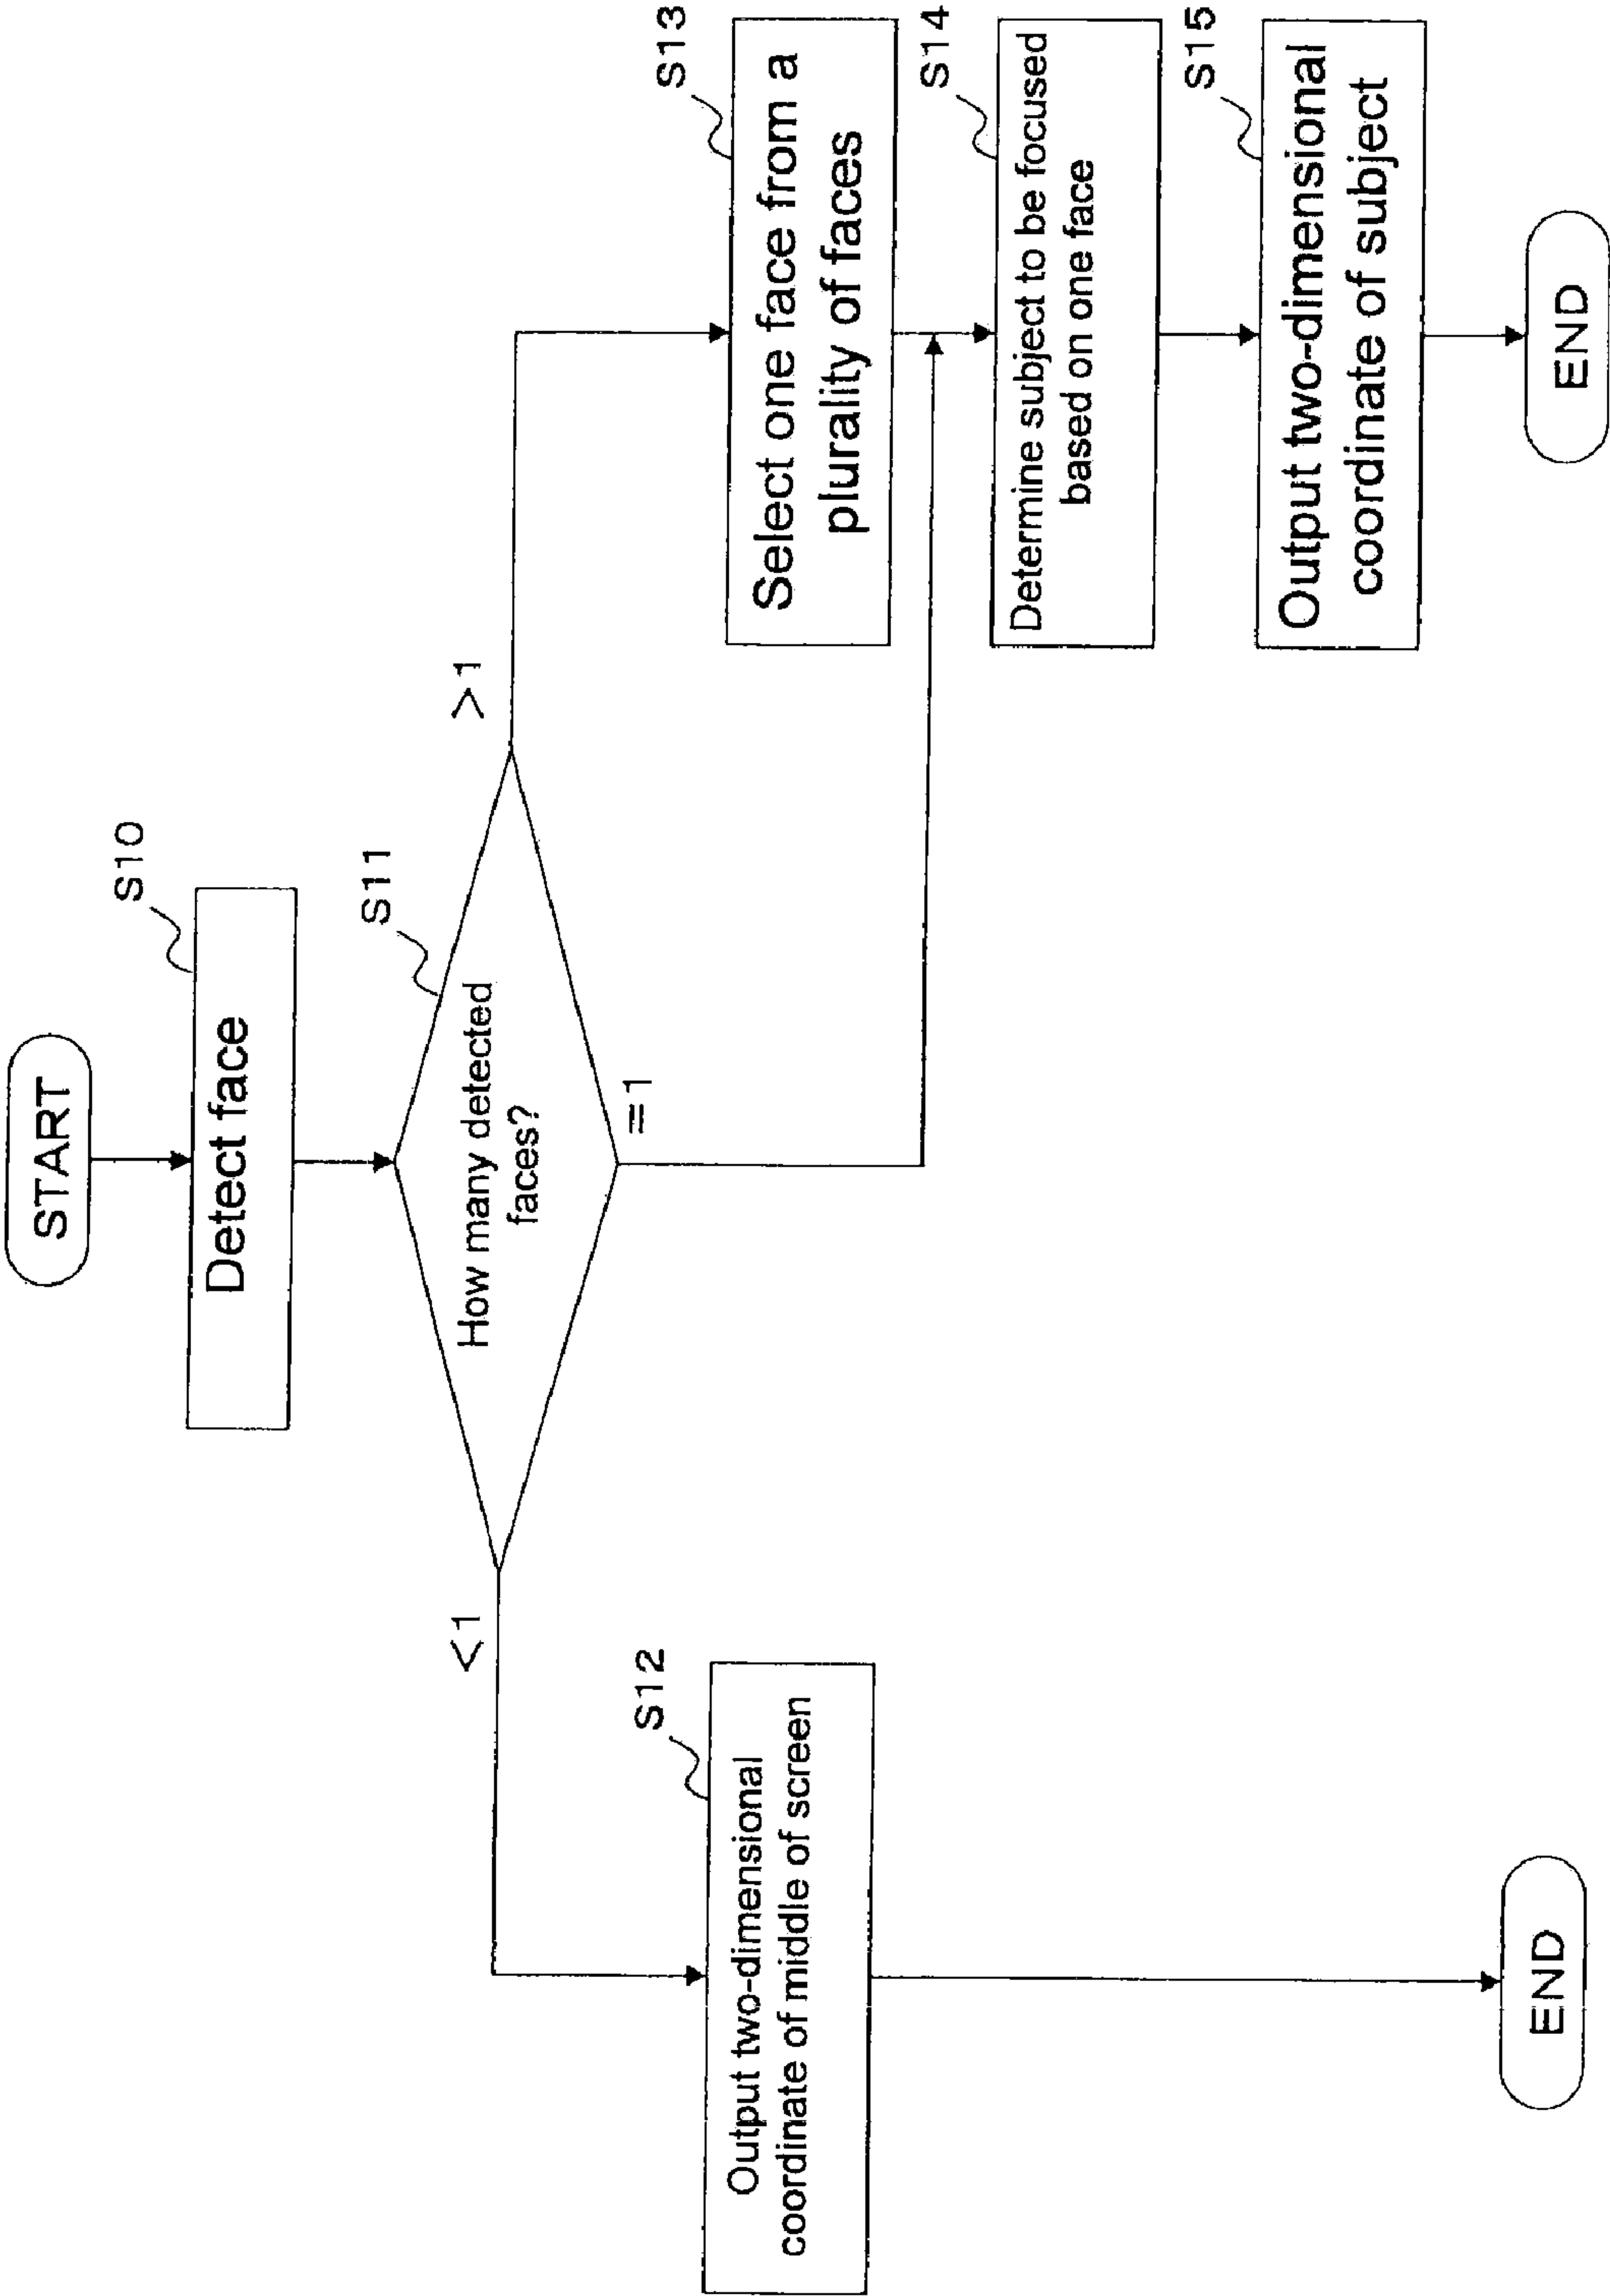 START
S10
Detect face
S11
How many detected
faces?
<1
>1
=1
S12
Output two-dimensional
coordinate of middle of screen
S13
Select one face from a
plurality of faces
S14
Determine subject to be focused
based on one face
S15
Output two-dimensional
coordinate of subject
END
END